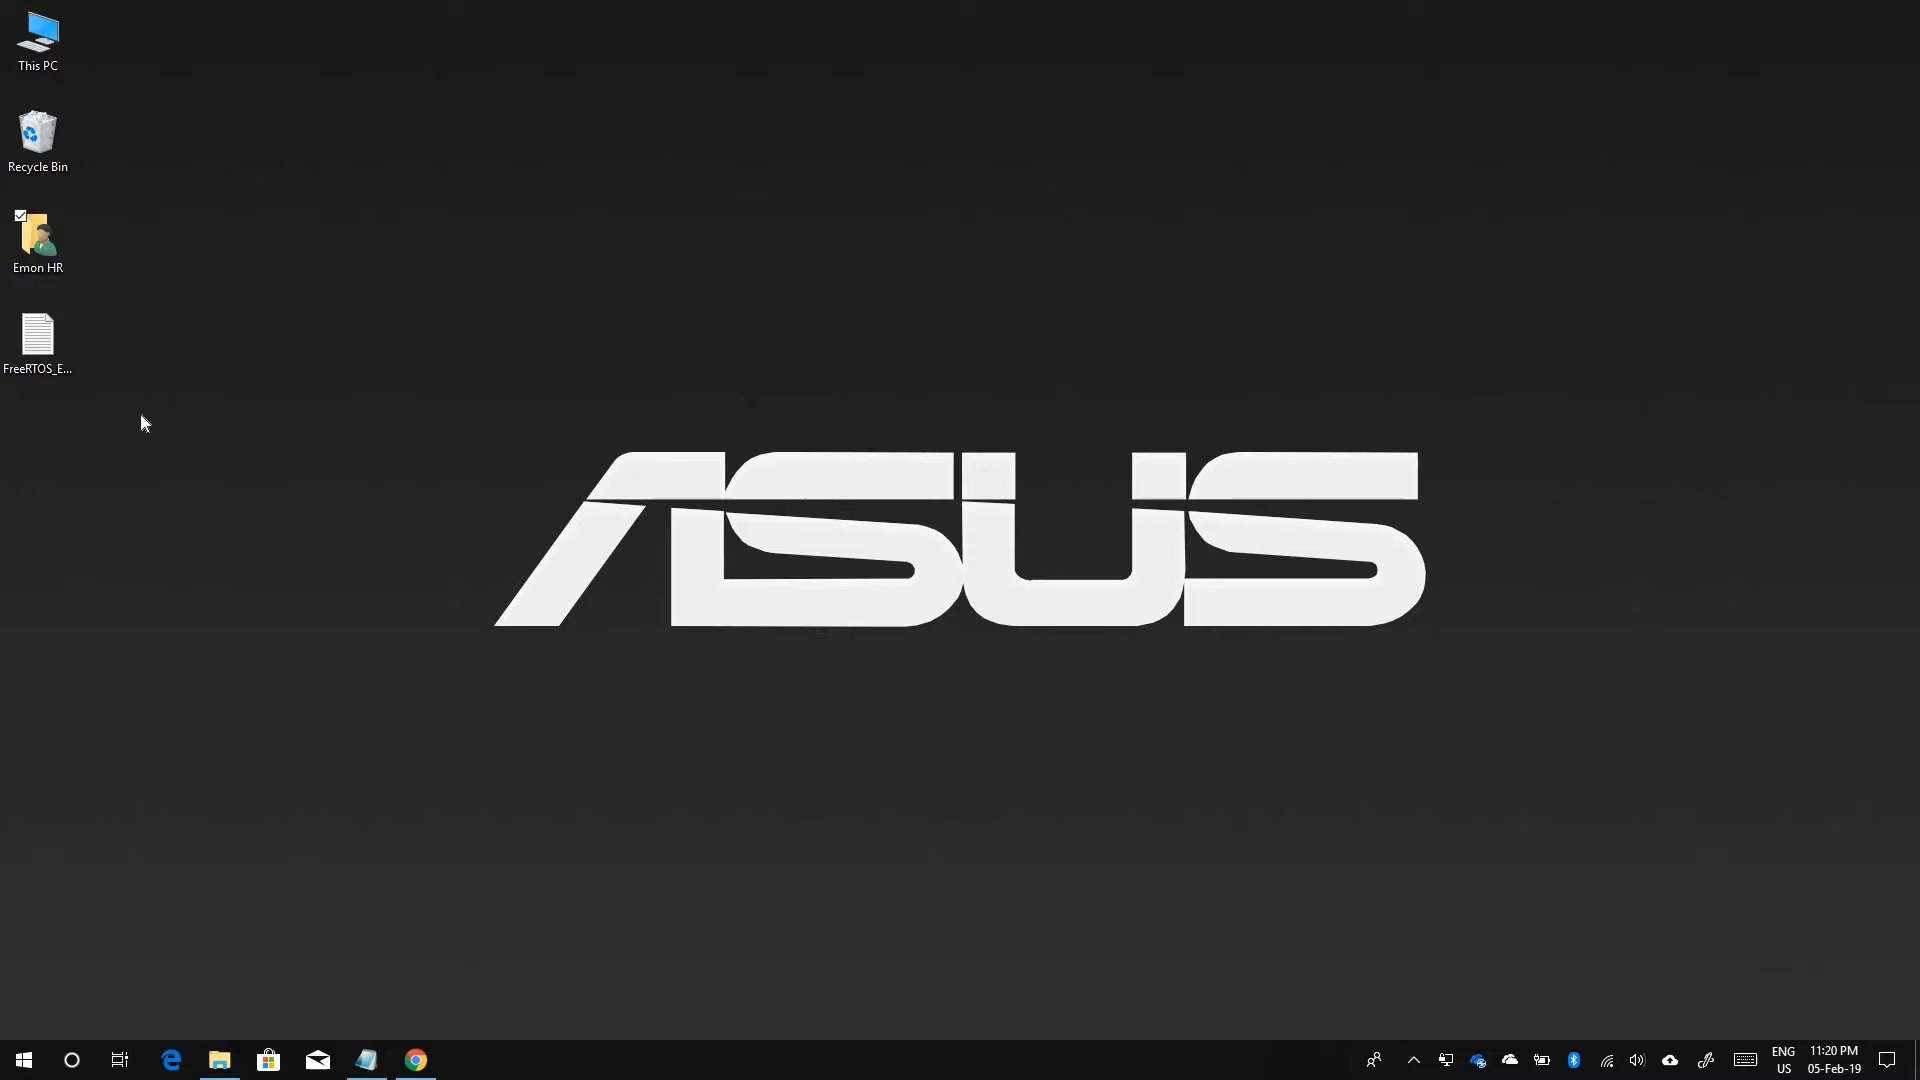 This PC
Recycle Bin
Emon HR
FreeRTOS_E...
ASUS
ENG
US
11:20 PM
05-Feb-19